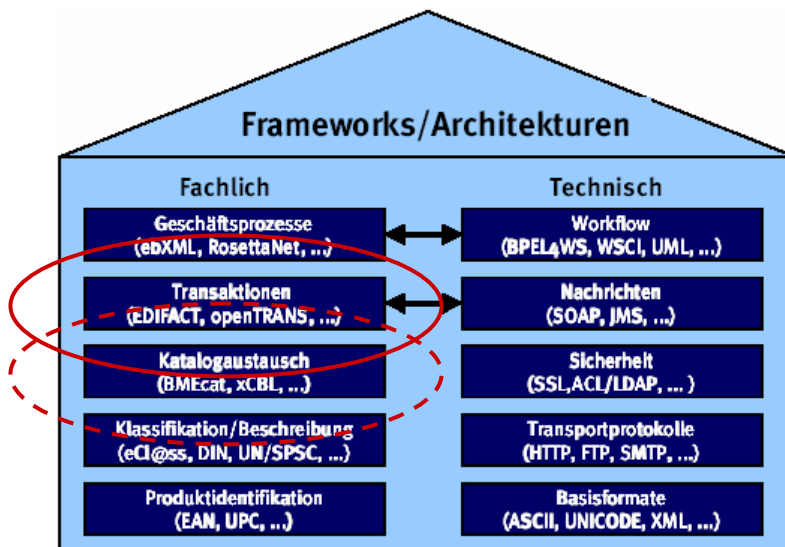 Frameworks/Architekturen
Fachlich
Geschäftsprozesse
(ebXML, RosettaNet, ...)
Transaktionen
(EDIFACT, openTRANS, ...)
Katalogaustausch
(BMEcat, xCBL, ...)
Klassifikation/Beschreibung
(eCl@ss, DIN, UN/SPSC, ...)
Produktidentifikation
(EAN, UPC, ...)
Technisch
Workflow
(BPEL4WS, WSCI, UML, ...)
Nachrichten
(SOAP, JMS, ...)
Sicherheit
(SSL,ACL/LDAP, ... )
Transportprotokolle
(HTTP, FTP, SMTP, ...)
Basisformate
(ASCII, UNICODE, XML, ...)